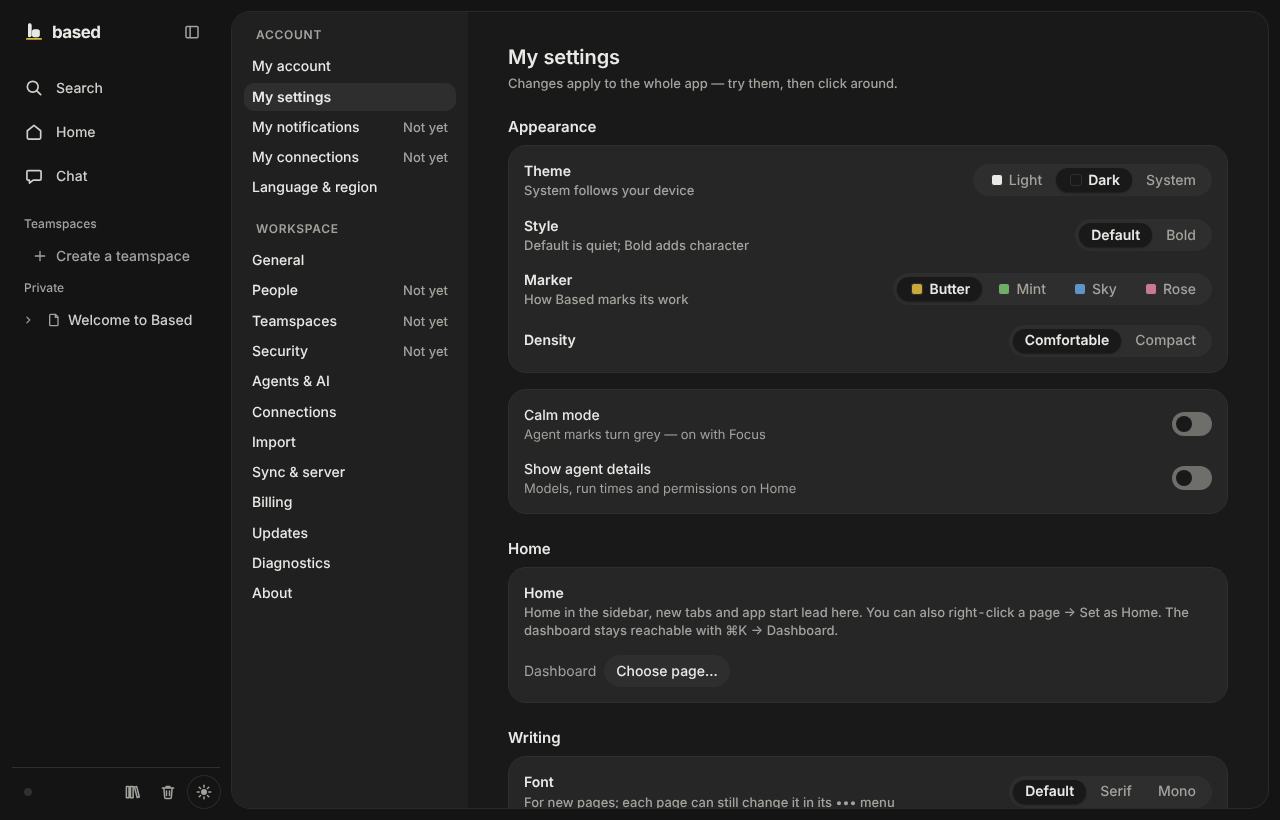 based
Search
Home
Chat
Teamspaces
Create a teamspace
Private
Welcome to Based
ACCOUNT
My account
My settings
My notifications Not yet
My connections Not yet
Language & region
WORKSPACE
General
People Not yet
Teamspaces Not yet
Security Not yet
Agents & AI
Connections
Import
Sync & server
Billing
Updates
Diagnostics
About
My settings
Changes apply to the whole app — try them, then click around.
Appearance
Theme
System follows your device
Light Dark System
Style
Default is quiet; Bold adds character
Default Bold
Marker
How Based marks its work
Butter Mint Sky Rose
Density
Comfortable Compact
Calm mode
Agent marks turn grey — on with Focus
Show agent details
Models, run times and permissions on Home
Home
Home
Home in the sidebar, new tabs and app start lead here. You can also right-click a page → Set as Home. The
dashboard stays reachable with ⌘K → Dashboard.
Dashboard Choose page...
Writing
Font
For new pages; each page can still change it in its ••• menu
Default Serif Mono